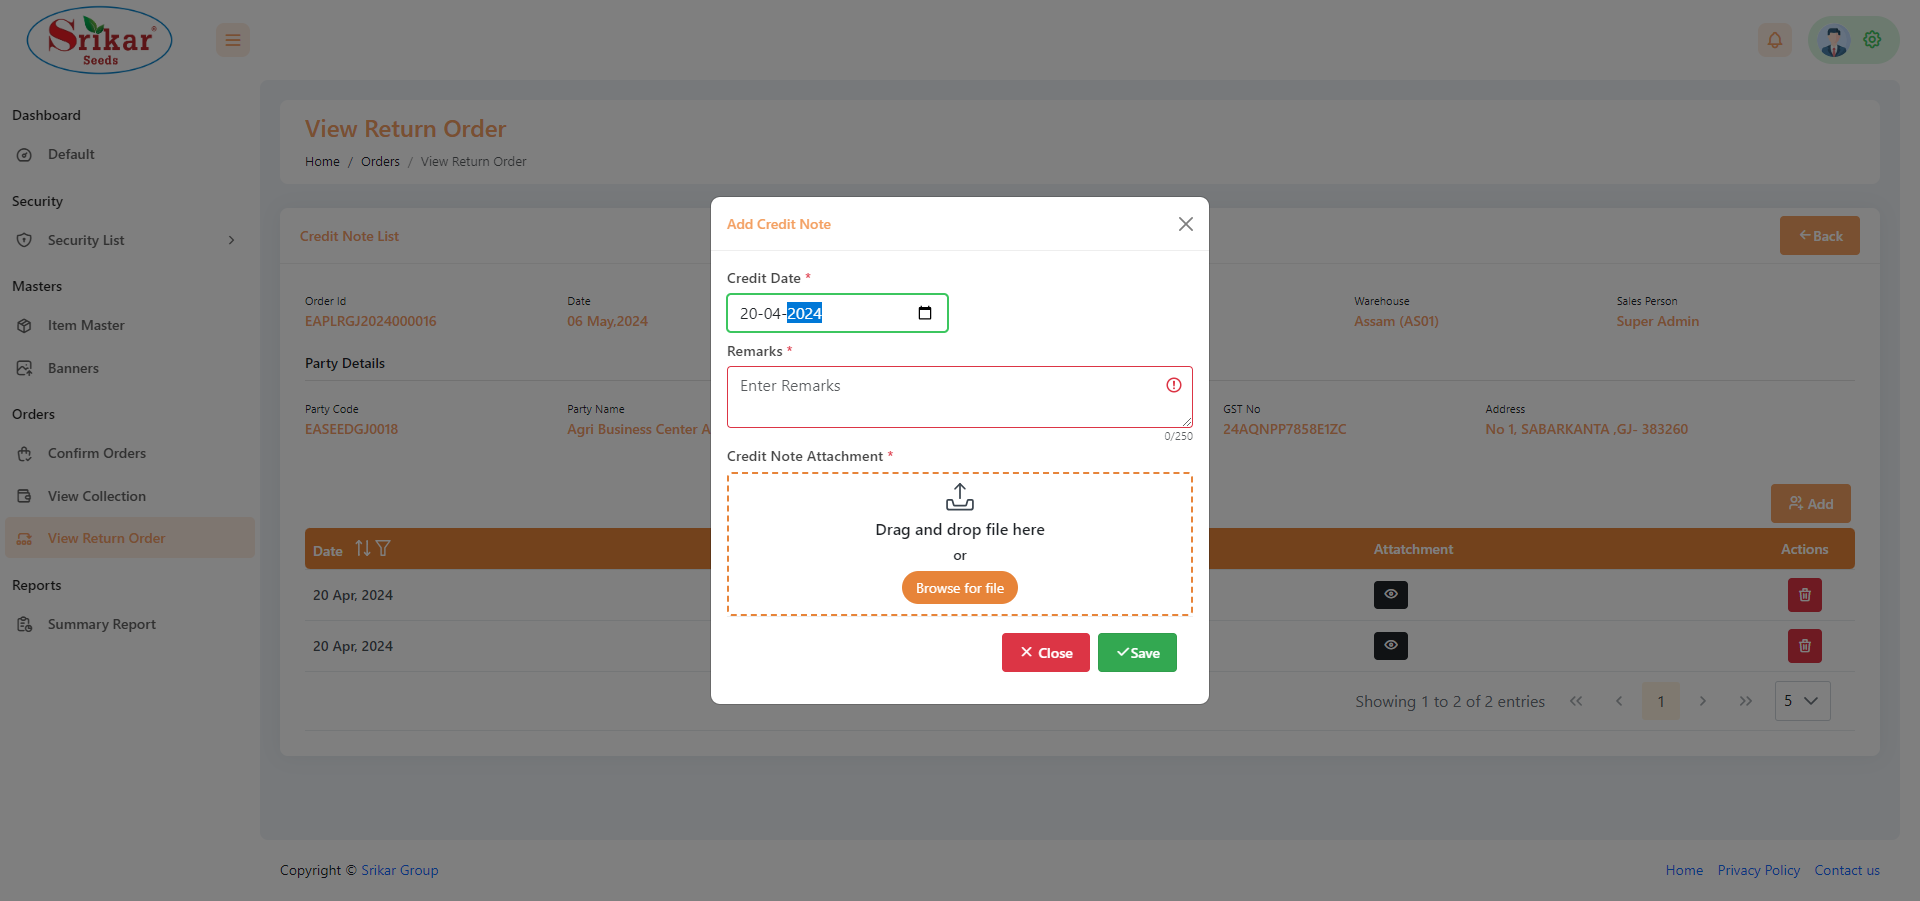 Srikar
Seeds
Dashboard
Default
Security
Security List
Masters
Item Master
Banners
Orders
Confirm Orders
View Collection
View Return Order
Reports
Summary Report
View Return Order
Home / Orders / View Return Order
Credit Note List
Back
Order Id
EAPLRGJ2024000016
Date
06 May,2024
Warehouse
Assam (AS01)
Sales Person
Super Admin
Party Details
Party Code
EASEEDGJ0018
Party Name
Agri Business Center A
GST No
24AQNPP7858E1ZC
Address
No 1, SABARKANTA ,GJ- 383260
Add
Date
Attatchment
Actions
20 Apr, 2024
20 Apr, 2024
Showing 1 to 2 of 2 entries
1
5
Add Credit Note
Credit Date *
20-04-2024
Remarks *
Enter Remarks
0/250
Credit Note Attachment *
Drag and drop file here
or
Browse for file
Close
Save
Copyright © Srikar Group
Home Privacy Policy Contact us